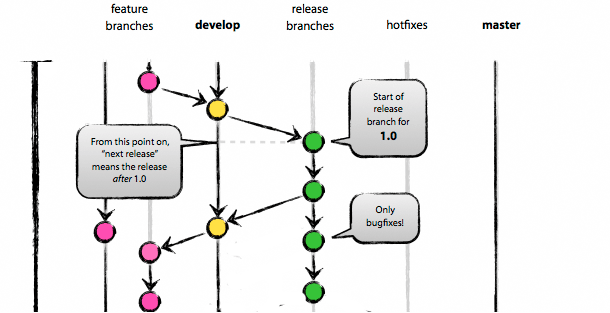 feature
branches
develop
release
branches
hotfixes
master
Start of
release
branch for
1.0
From this point on,
“next release”
means the release
after 1.0
Only
bugfixes!